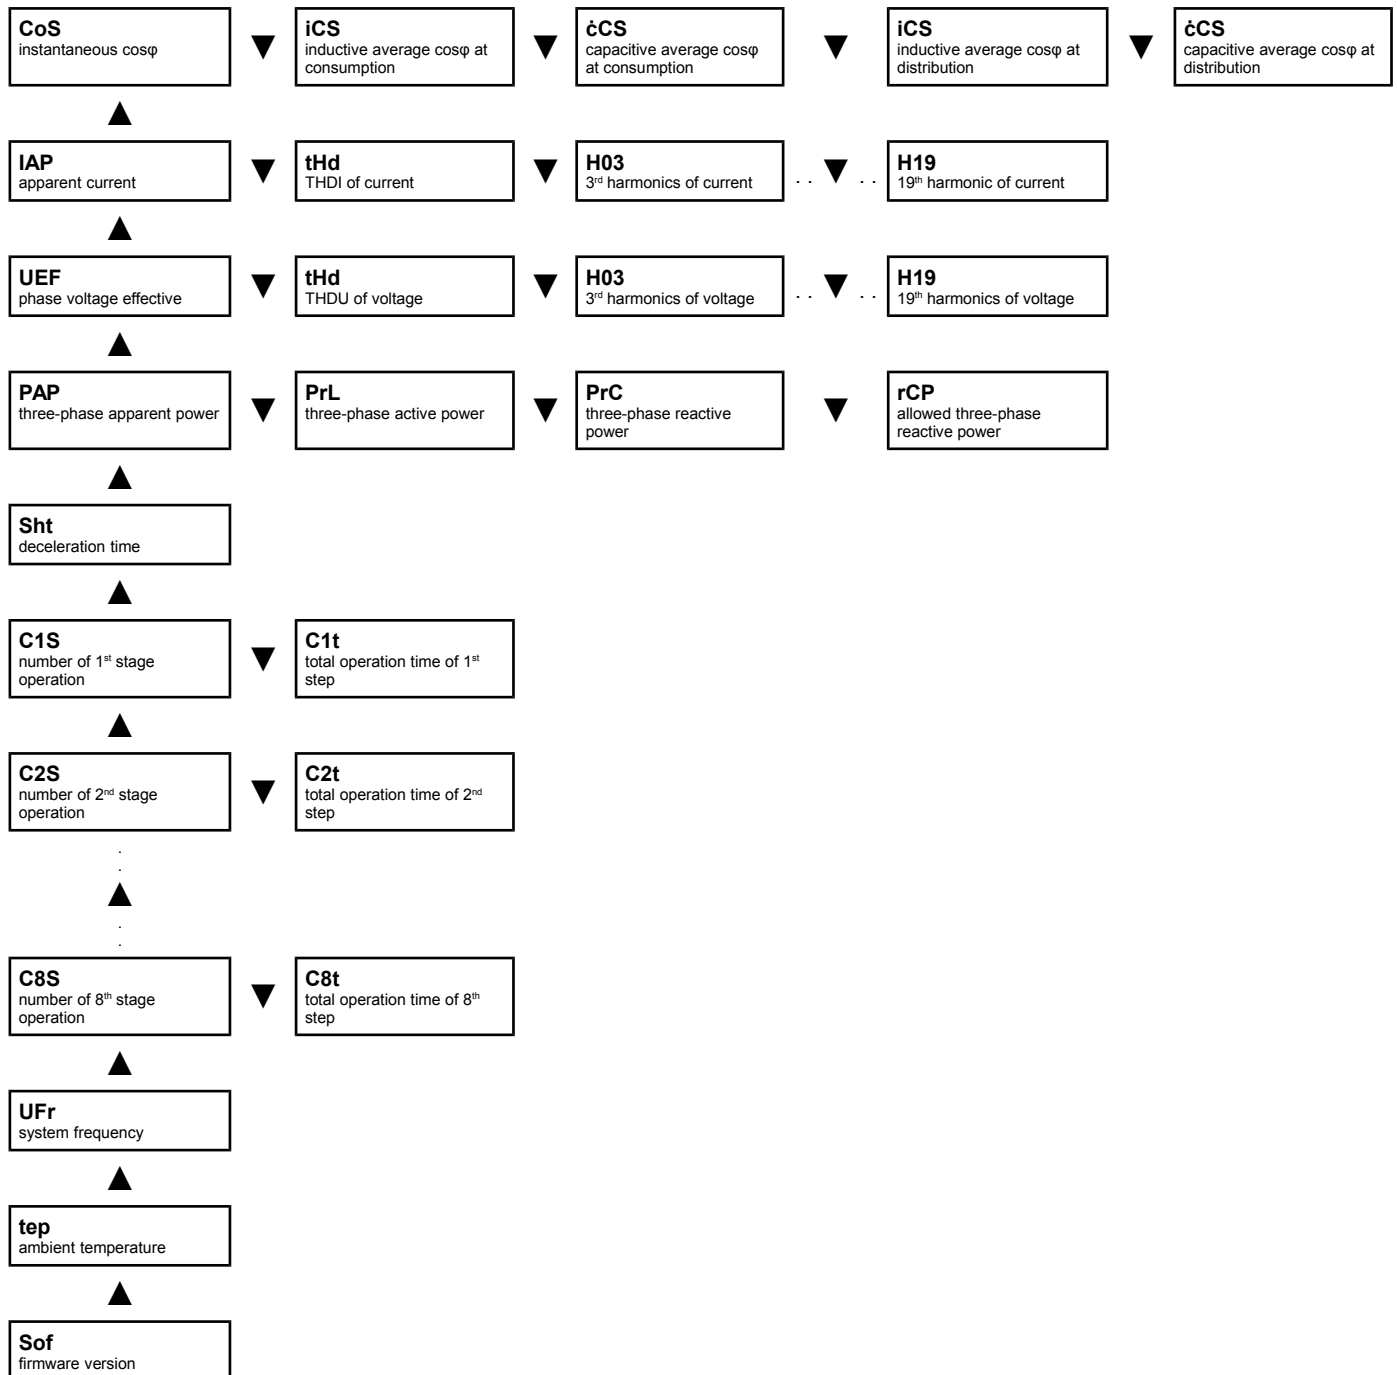 CoS
instantaneous cosφ
iCS
inductive average cosφ at
consumption
ċCS
capacitive average cosφ
at consumption
iCS
inductive average cosφ at
distribution
ċCS
capacitive average cosφ at
distribution
IAP
apparent current
tHd
THDI of current
H03
3rd harmonics of current
. .
. .
H19
19th harmonic of current
UEF
phase voltage effective
tHd
THDU of voltage
H03
3rd harmonics of voltage
. .
. .
H19
19th harmonics of voltage
PAP
three-phase apparent power
PrL
three-phase active power
PrC
three-phase reactive
power
rCP
allowed three-phase
reactive power
Sht
deceleration time
C1S
number of 1st stage
operation
C1t
total operation time of 1st
step
C2S
number of 2nd stage
operation
C2t
total operation time of 2nd
step
.
.
.
.
C8S
number of 8th stage
operation
C8t
total operation time of 8th
step
UFr
system frequency
tep
ambient temperature
Sof
firmware version